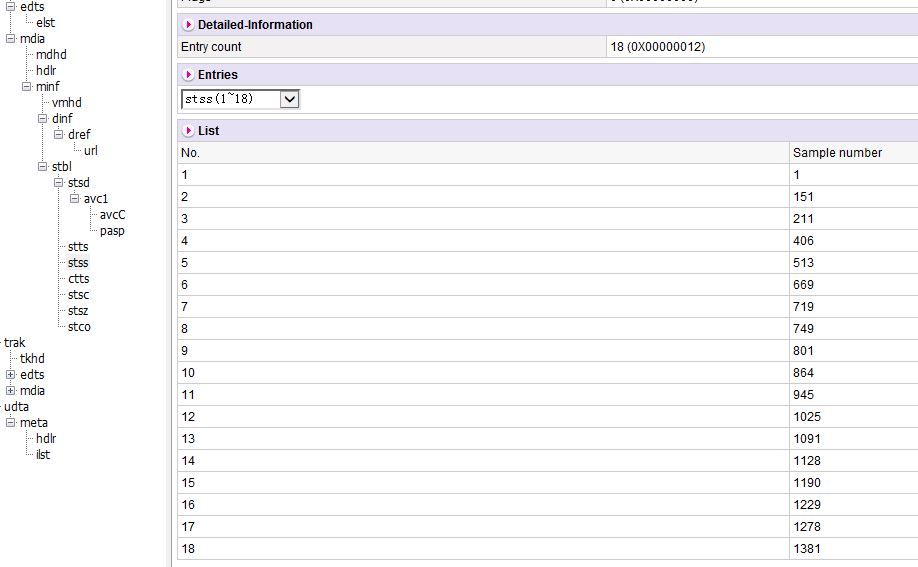 edts
elst
mdia
mdhd
hdlr
minf
vmhd
dinf
dref
url
stbl
stsd
avc1
avcC
pasp
stts
stss
ctts
stsc
stsz
stco
trak
tkhd
edts
mdia
udta
meta
hdlr
ilst
Detailed-Information
Entry count 18 (0X00000012)
Entries
stss(1~18)
List
No. Sample number
1 1
2 151
3 211
4 406
5 513
6 669
7 719
8 749
9 801
10 864
11 945
12 1025
13 1091
14 1128
15 1190
16 1229
17 1278
18 1381